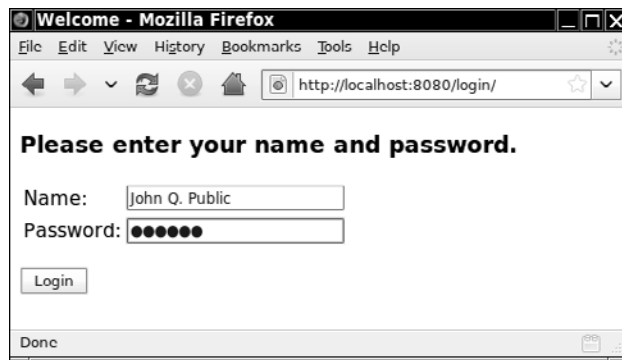 Welcome - Mozilla Firefox
File Edit View History Bookmarks Tools Help
http://localhost:8080/login/
Please enter your name and password.
Name: John Q. Public
Password: ●●●●●●
Login
Done